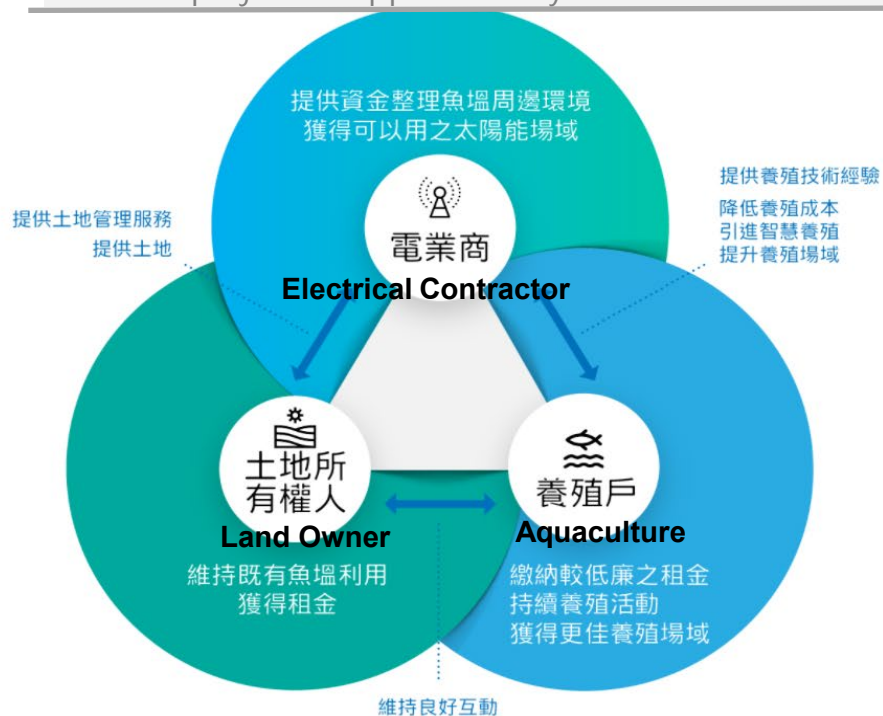 提供資金整理魚塭周邊環境
獲得可以用之太陽能場域
電業商
Electrical Contractor
提供土地管理服務
提供土地
提供養殖技術經驗
降低養殖成本
引進智慧養殖
提升養殖場域
土地所
有權人
Land Owner
維持既有魚塭利用
獲得租金
養殖戶
Aquaculture
繳納較低廉之租金
持續養殖活動
獲得更佳養殖場域
維持良好互動